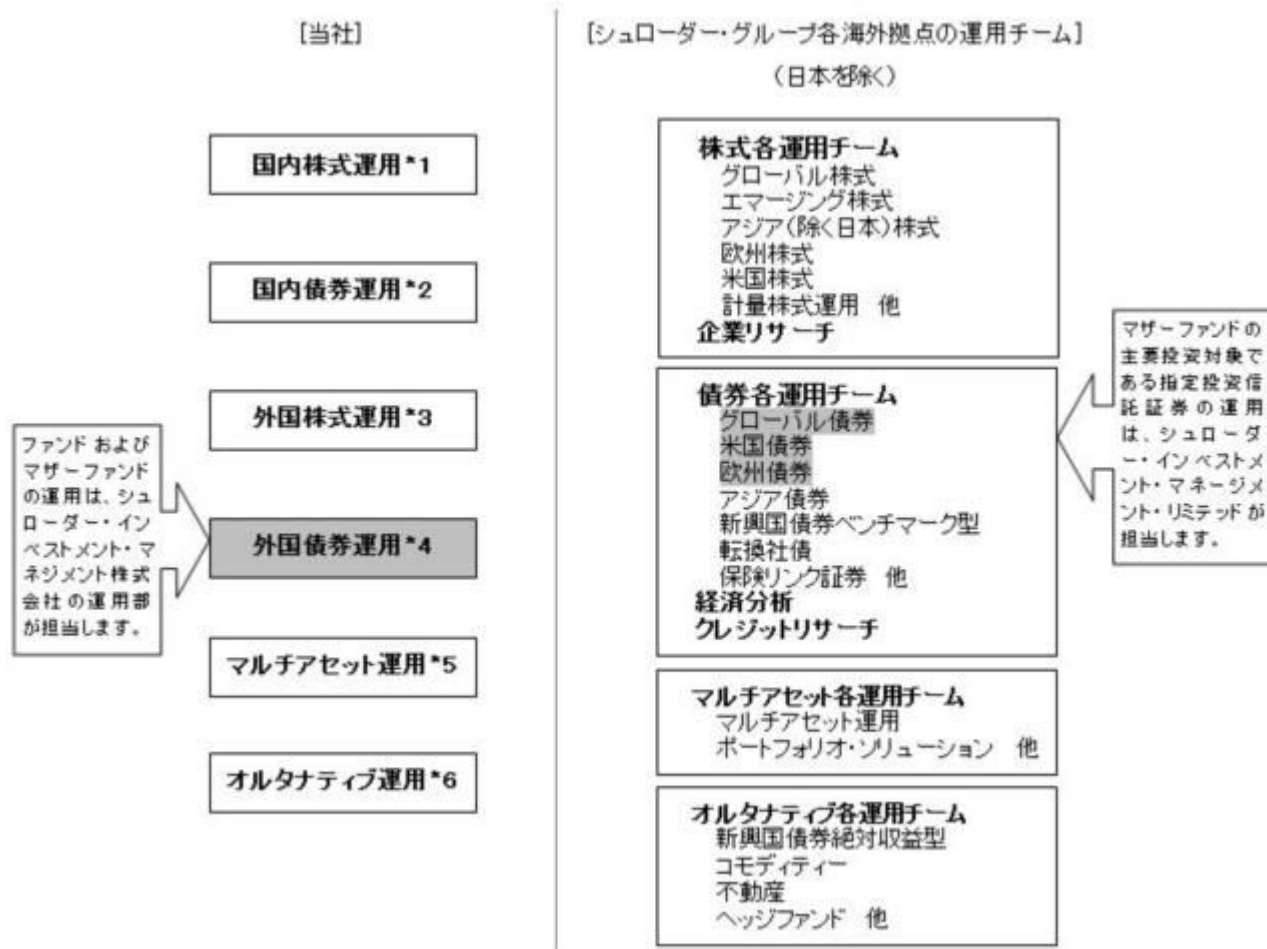 [当社]
[シュローダー・グループ各海外拠点の運用チーム]
(日本を除く)
国内株式運用*1
国内債券運用*2
外国株式運用*3
外国債券運用*4
マルチアセット運用*5
オルタナティブ運用*6
ファンド および
マザーファンド
の運用は、シュ
ローダー・イン
ベストメント・マ
ネジメント株式
会社の運用部
が担当します。
株式各運用チーム
グローバル株式
エマージング株式
アジア(除く日本)株式
欧州株式
米国株式
計量株式運用 他
企業リサーチ
債券各運用チーム
グローバル債券
米国債券
欧州債券
アジア債券
新興国債券ベンチマーク型
転換社債
保険リンク証券 他
経済分析
クレジットリサーチ
マルチアセット各運用チーム
マルチアセット運用
ポートフォリオ・ソリューション 他
オルタナティブ各運用チーム
新興国債券絶対収益型
コモディティー
不動産
ヘッジファンド 他
マザーファンドの
主要投資対象で
ある指定投資信
託証券の運用
は、シュローダ
ー・インベストメ
ント・マネージメ
ント・リミテッドが
担当します。